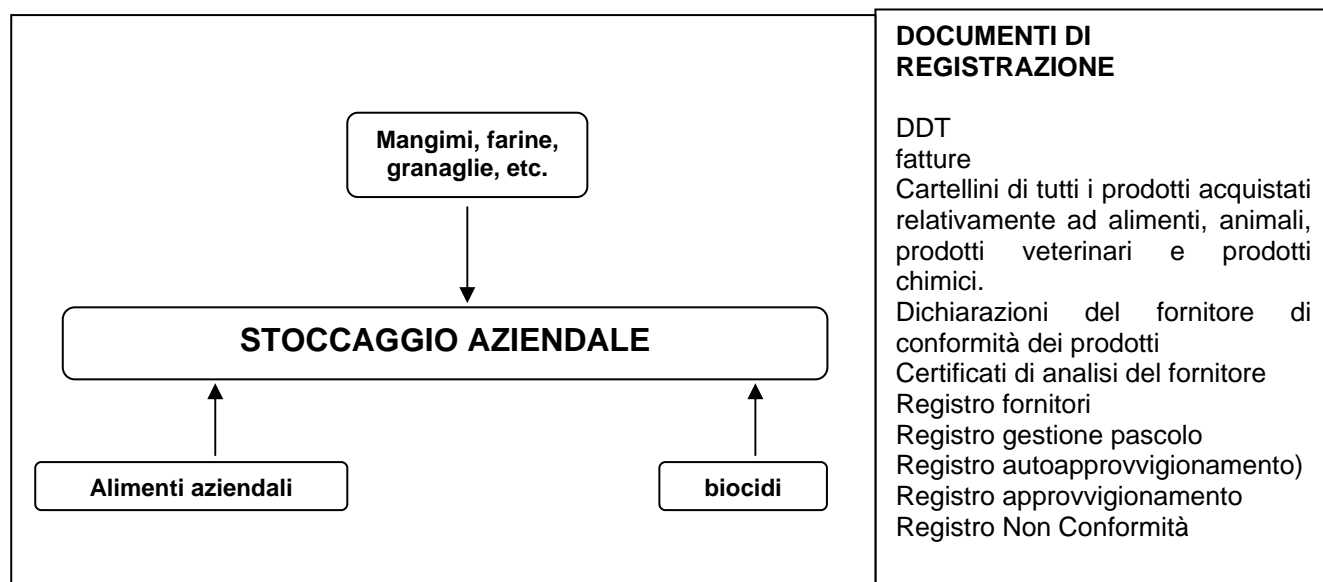 Mangimi, farine,
granaglie, etc.
STOCCAGGIO AZIENDALE
Alimenti aziendali
biocidi
DOCUMENTI DI
REGISTRAZIONE
DDT
fatture
Cartellini di tutti i prodotti acquistati
relativamente ad alimenti, animali,
prodotti veterinari e prodotti
chimici.
Dichiarazioni del fornitore di
conformità dei prodotti
Certificati di analisi del fornitore
Registro fornitori
Registro gestione pascolo
Registro autoapprovvigionamento)
Registro approvvigionamento
Registro Non Conformità